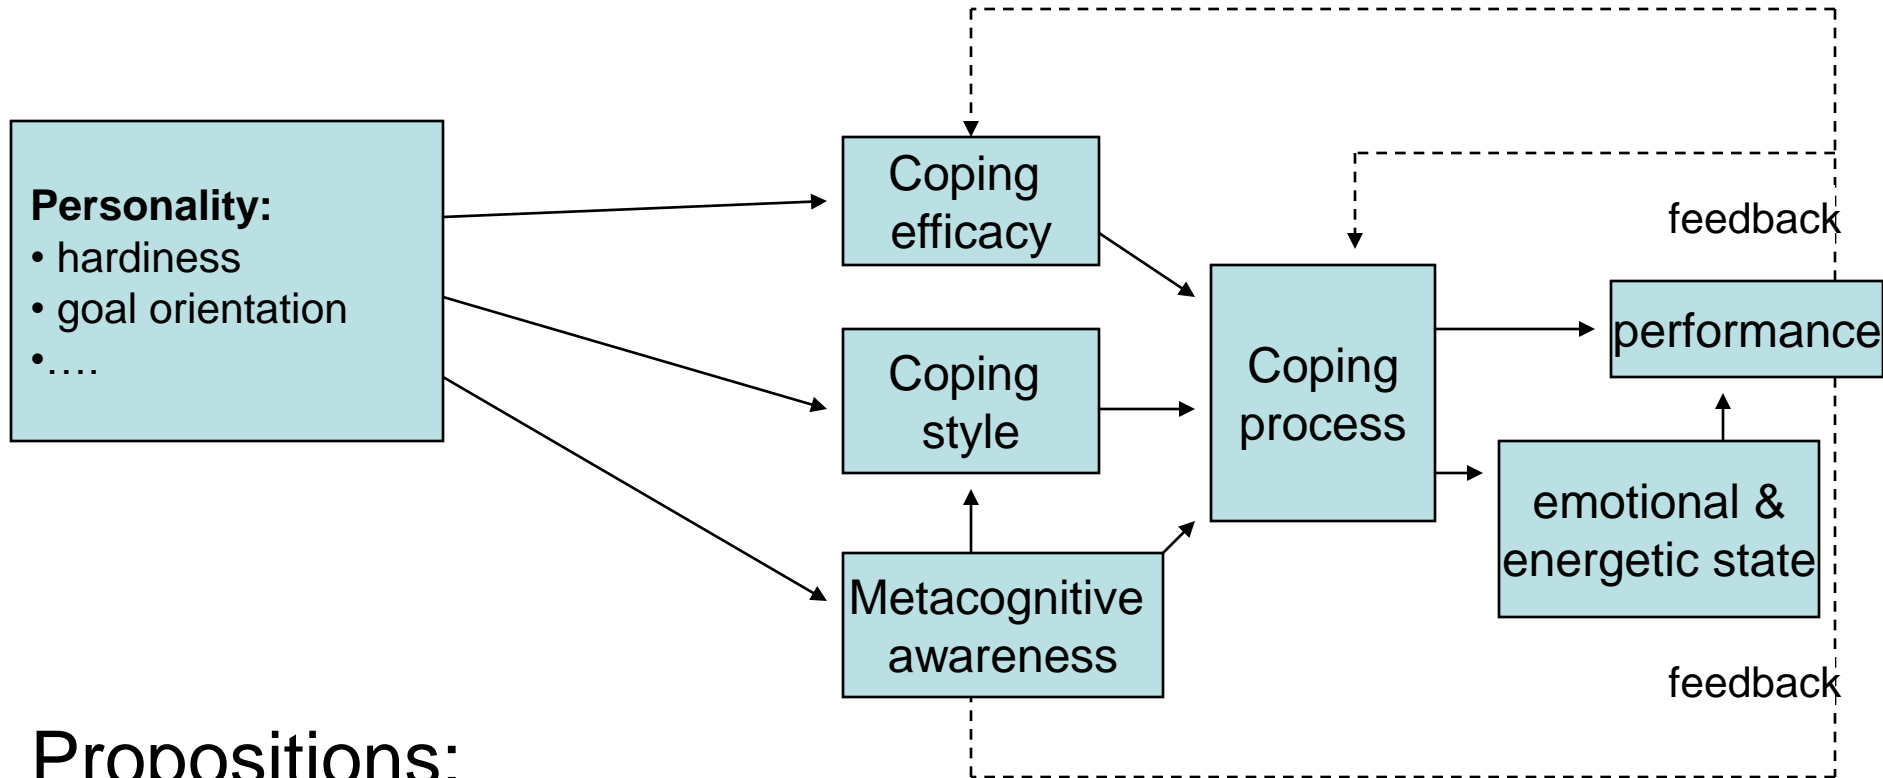 Personality:
• hardiness
• goal orientation
•....
Coping
efficacy
Coping
style
Metacognitive
awareness
Coping
process
feedback
performance
emotional &
energetic state
feedback
Propositions: